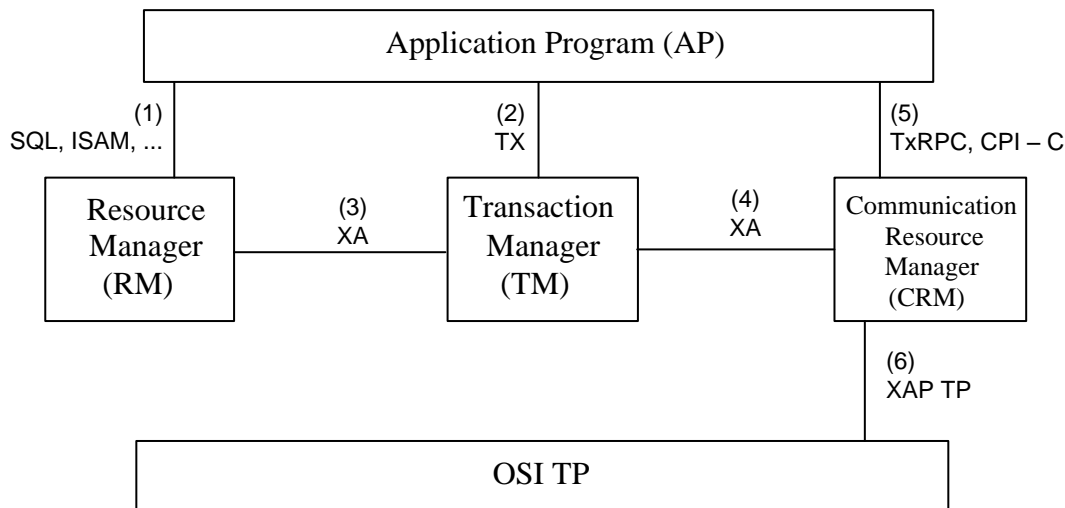 Application Program (AP)
(1)
SQL, ISAM, ...
(2)
TX
(5)
TxRPC, CPI – C
Resource
Manager
(RM)
(3)
XA
Transaction
Manager
(TM)
(4)
XA
Communication
Resource
Manager
(CRM)
(6)
XAP TP
OSI TP